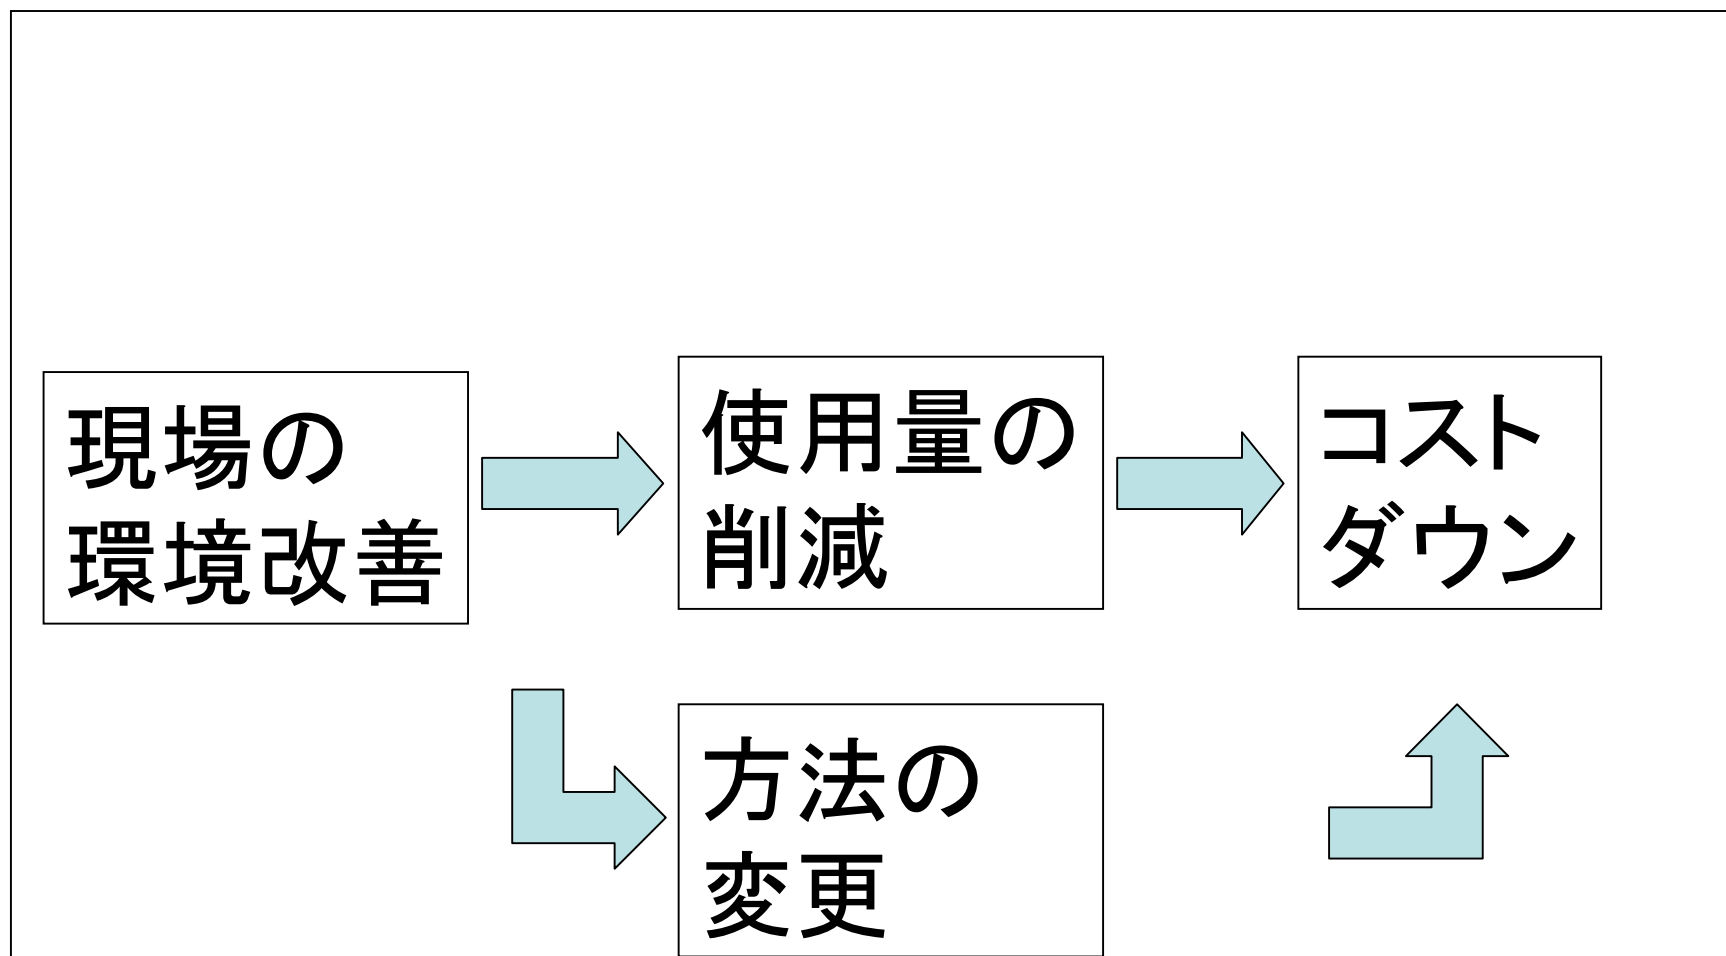 現場の
環境改善
使用量の
削減
コスト
ダウン
方法の
変更